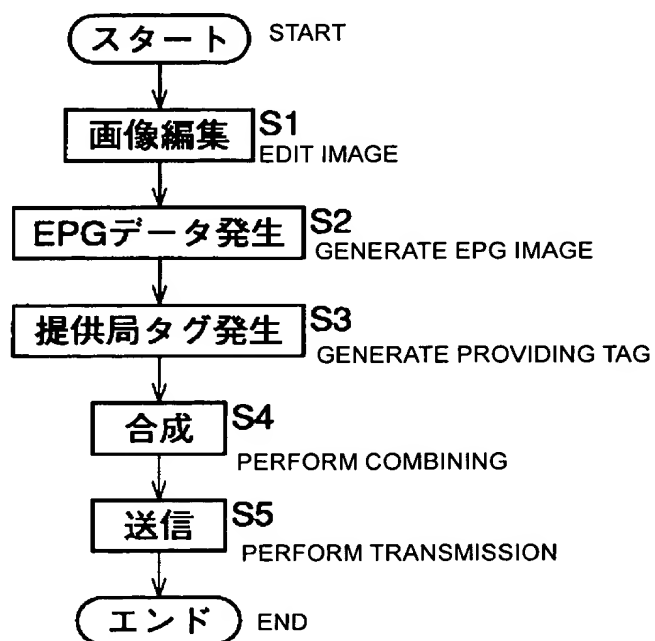 スタート START
画像編集 S1
EDIT IMAGE
EPGデータ発生 S2
GENERATE EPG IMAGE
提供局タグ発生 S3
GENERATE PROVIDING TAG
合成 S4
PERFORM COMBINING
送信 S5
PERFORM TRANSMISSION
エンド END